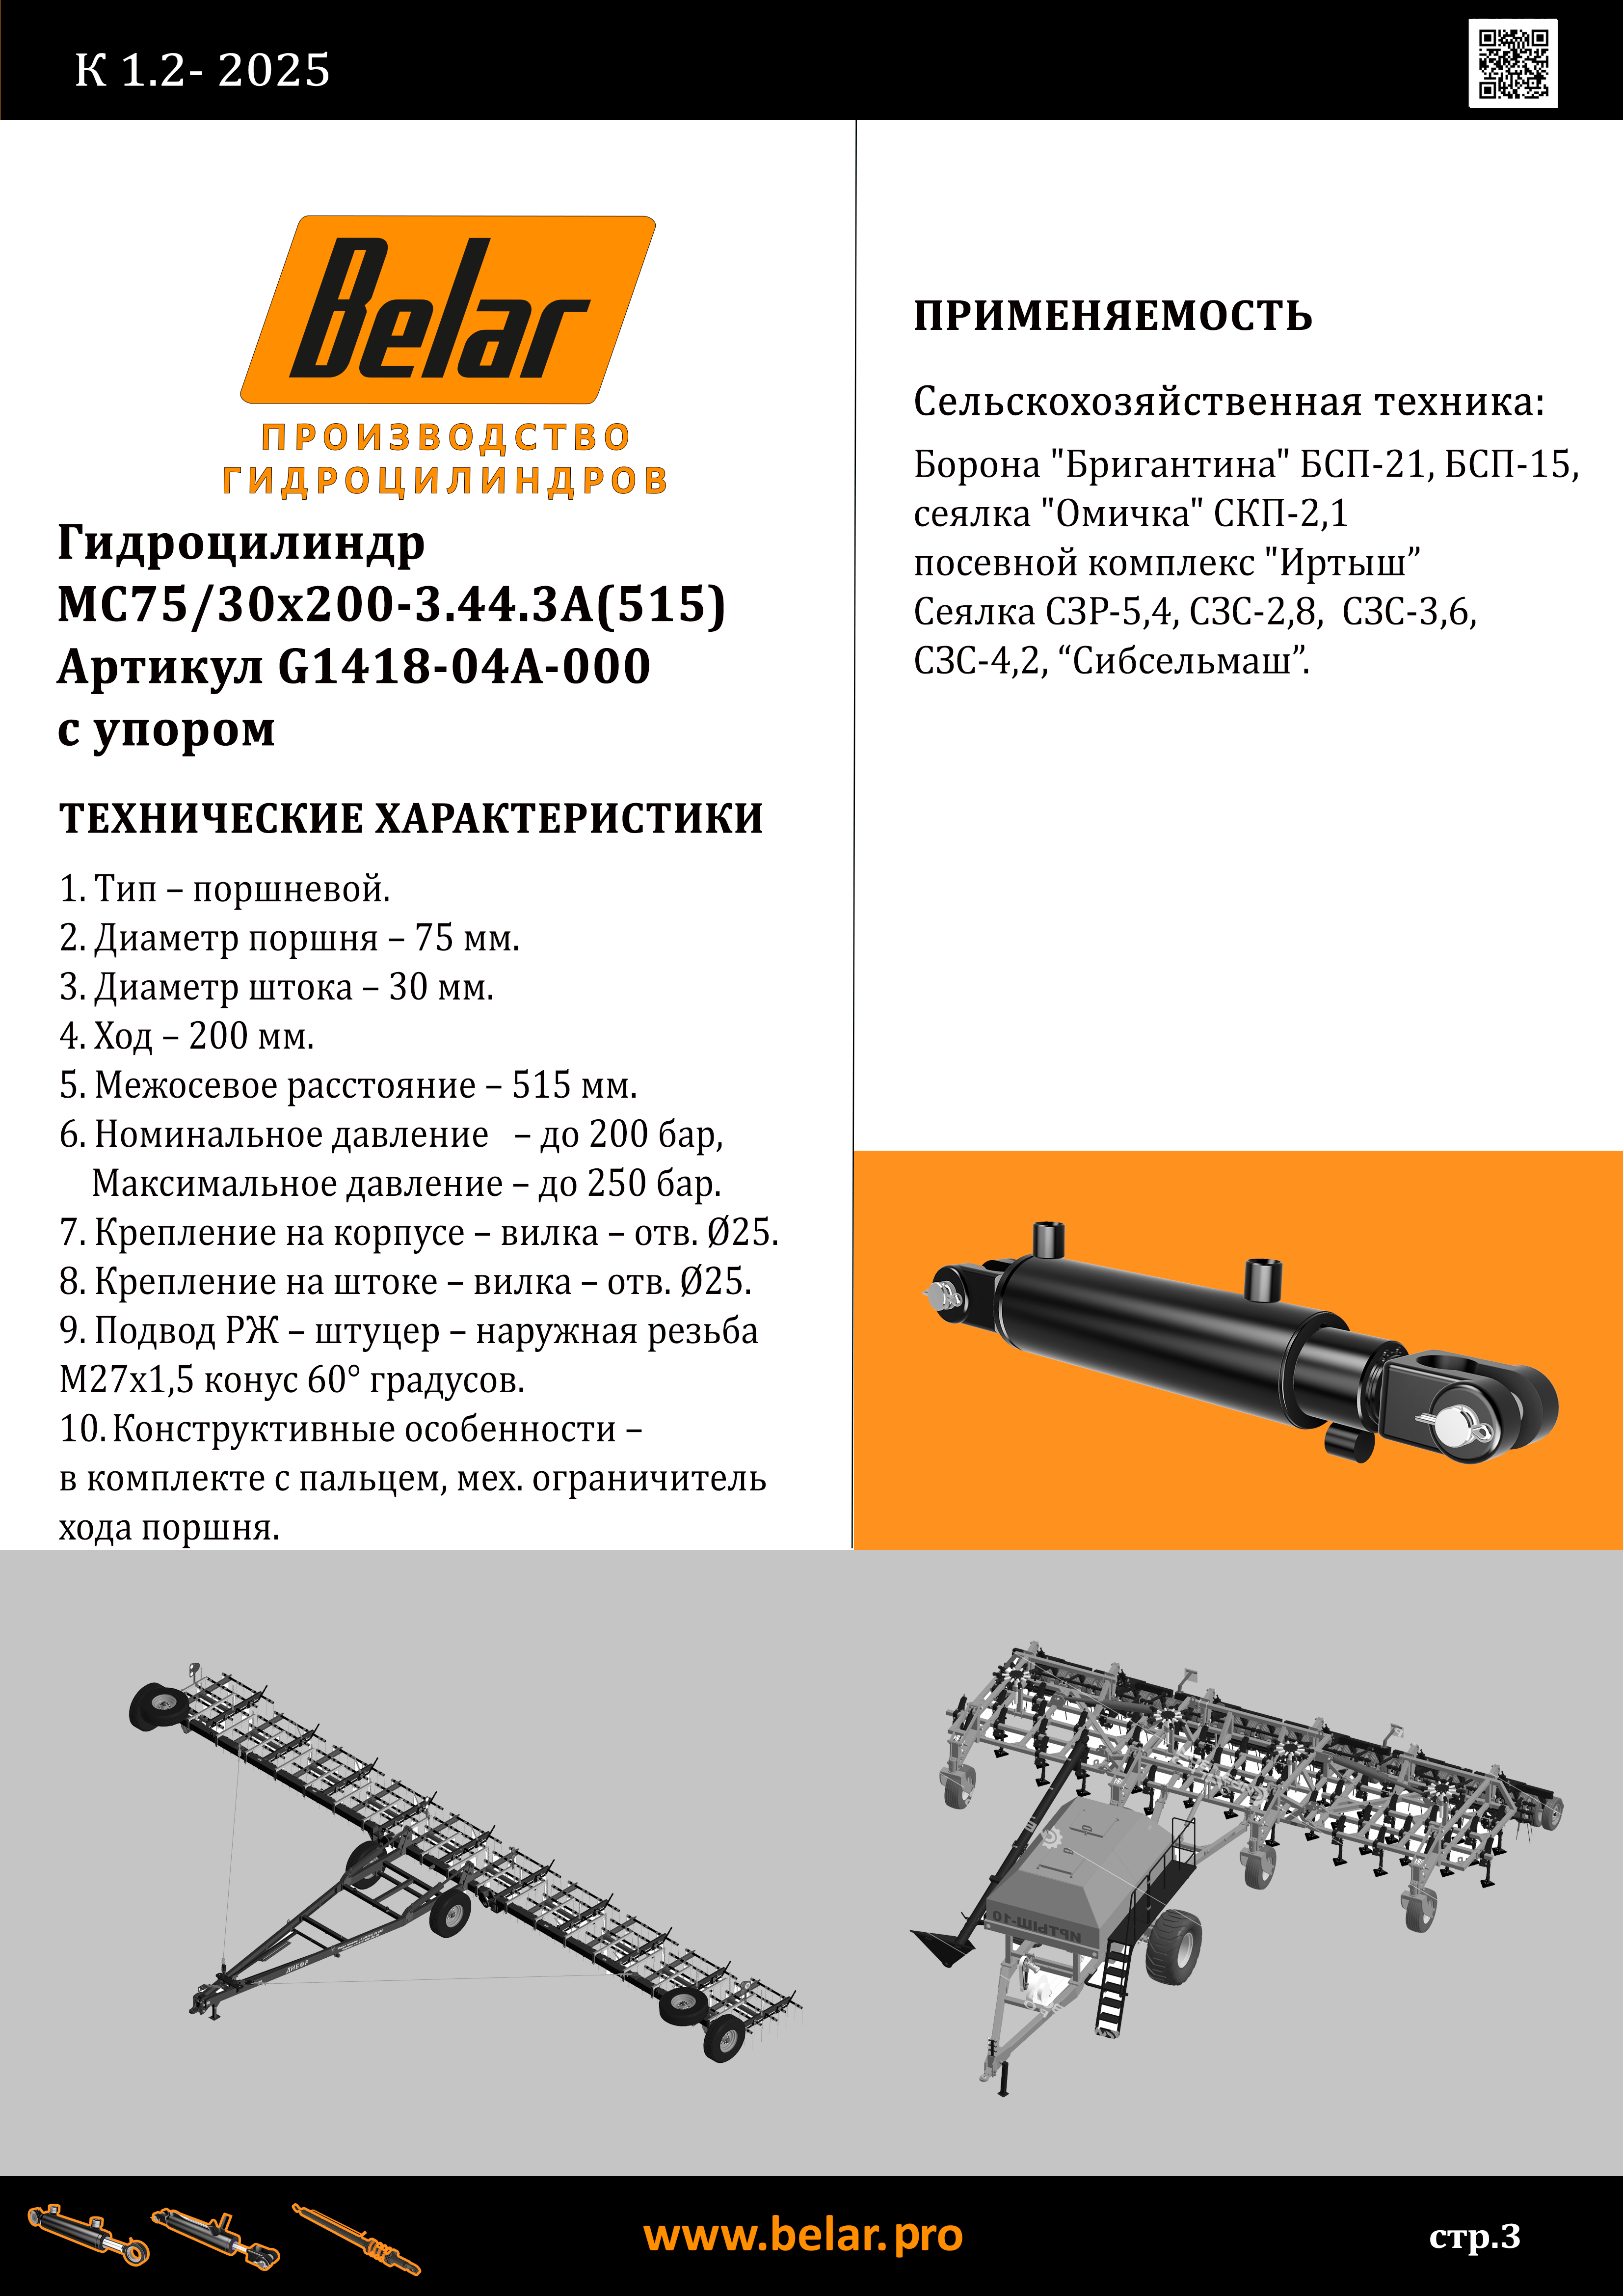 К 1.2- 2025
Belar
ПРОИЗВОДСТВО
ГИДРОЦИЛИНДРОВ
Гидроцилиндр
МС75/30х200-3.44.3А(515)
Артикул G1418-04А-000
с упором
ТЕХНИЧЕСКИЕ ХАРАКТЕРИСТИКИ
1. Тип – поршневой.
2. Диаметр поршня – 75 мм.
3. Диаметр штока – 30 мм.
4. Ход – 200 мм.
5. Межосевое расстояние – 515 мм.
6. Номинальное давление – до 200 бар,
Максимальное давление – до 250 бар.
7. Крепление на корпусе – вилка – отв. Ø25.
8. Крепление на штоке – вилка – отв. Ø25.
9. Подвод РЖ – штуцер – наружная резьба
М27х1,5 конус 60° градусов.
10. Конструктивные особенности –
в комплекте с пальцем, мех. ограничитель
хода поршня.
ПРИМЕНЯЕМОСТЬ
Сельскохозяйственная техника:
Борона "Бригантина" БСП-21, БСП-15,
сеялка "Омичка" СКП-2,1
посевной комплекс "Иртыш”
Сеялка СЗР-5,4, СЗС-2,8, СЗС-3,6,
СЗС-4,2, “Сибсельмаш”.
ИРТЫШ-10
www.belar.pro
стр.3